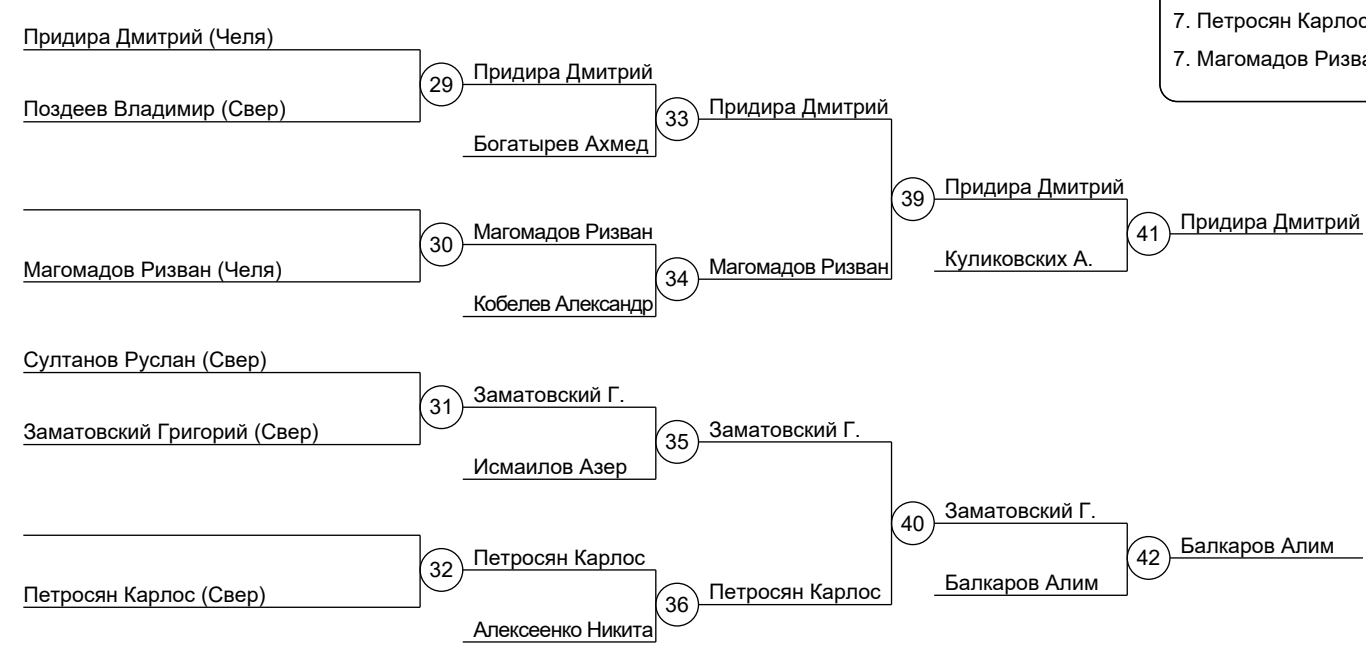 7. Петросян Карлос
7. Магомадов Ризва
Придира Дмитрий (Челя)
29
Придира Дмитрий
Поздеев Владимир (Свер)
33
Придира Дмитрий
Богатырев Ахмед
39
Придира Дмитрий
41
Придира Дмитрий
30
Магомадов Ризван
Магомадов Ризван (Челя)
34
Магомадов Ризван
Куликовских А.
Кобелев Александр
Султанов Руслан (Свер)
31
Заматовский Г.
Заматовский Григорий (Свер)
35
Заматовский Г.
Исмаилов Азер
40
Заматовский Г.
42
Балкаров Алим
32
Петросян Карлос
Петросян Карлос (Свер)
36
Петросян Карлос
Балкаров Алим
Алексеенко Никита